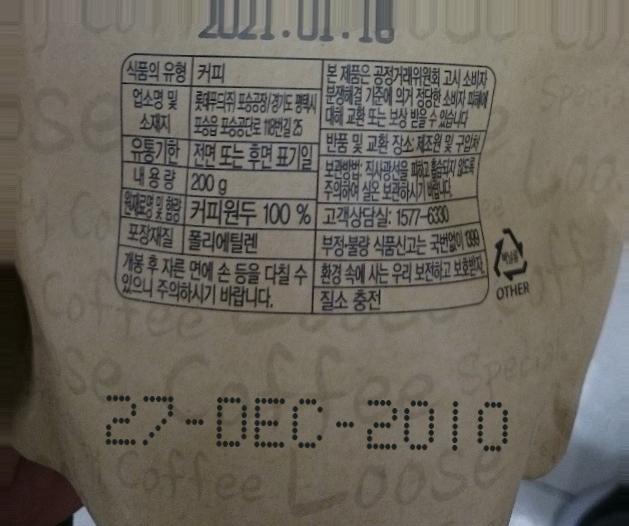 2021.01.18
식품의 유형 커피
업소명 및 소재지 롯데푸드(주) 포승공장/경기도 평택시
포승읍 포승공단로 118번길 25
유통기한 전면 또는 후면 표기일
내 용 량 200 g
원재료명 및 함량 커피원두 100 %
포장재질 폴리에틸렌
개봉 후 자른 면에 손 등을 다칠 수
있으니 주의하시기 바랍니다.
본 제품은 공정거래위원회 고시 소비자
분쟁해결 기준에 의거 정당한 소비자 피해에
대해 교환 또는 보상 받을 수 있습니다
반품 및 교환 장소: 제조원 및 구입처
보관방법: 직사광선을 피하고 흡습되지 않도록
주의하여 실온 보관하시기 바랍니다.
고객상담실: 1577-6330
부정·불량 식품신고는 국번없이 1399
환경 속에 사는 우리 보전하고 보호받자
질소 충전
비닐류
OTHER
Special
Loose
Coffee
Coffee
Special
27-DEC-2010
Coffee Loose